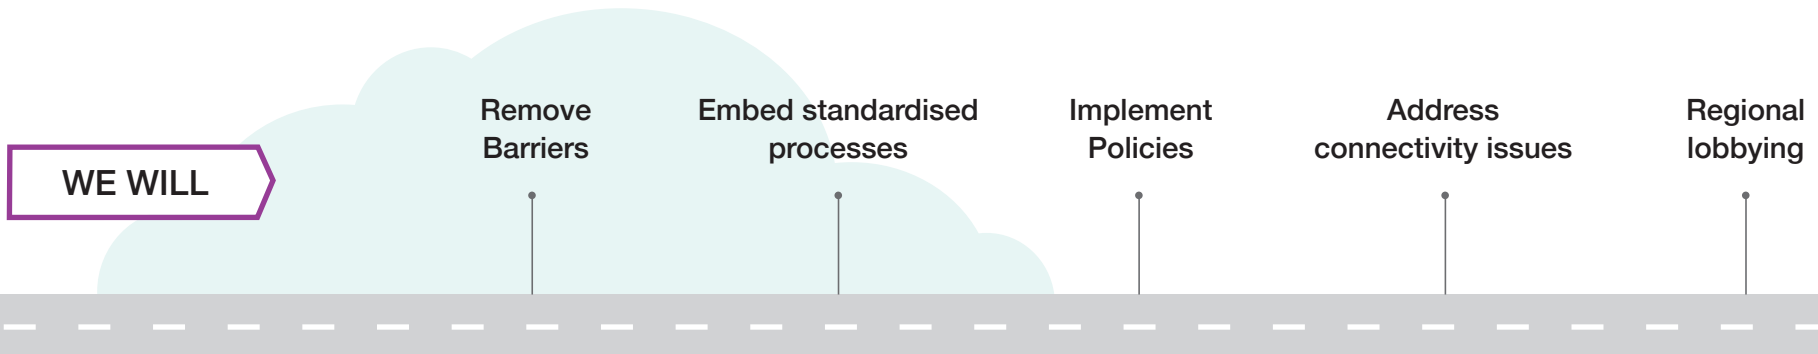 WE WILL
Remove
Barriers
Embed standardised
processes
Implement
Policies
Address
connectivity issues
Regional
lobbying